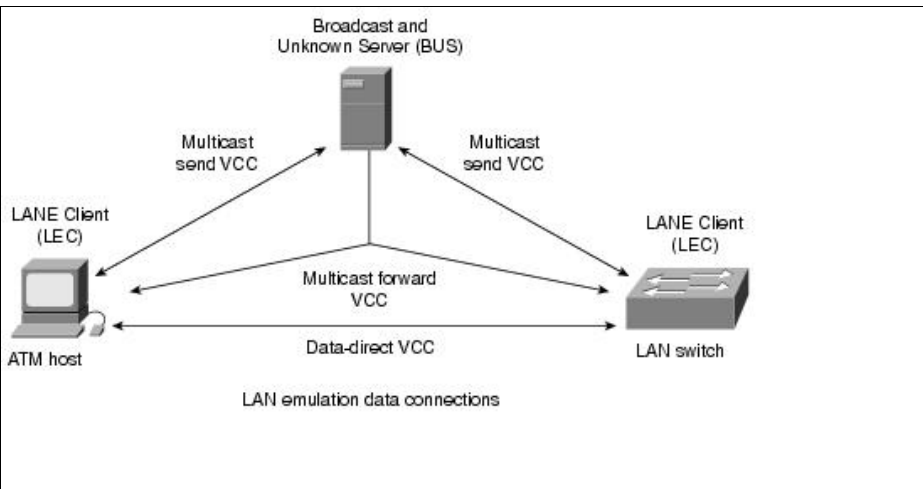 Broadcast and
Unknown Server (BUS)
Multicast
send VCC
Multicast
send VCC
LANE Client
(LEC)
LANE Client
(LEC)
Multicast forward
VCC
Data-direct VCC
ATM host
LAN switch
LAN emulation data connections